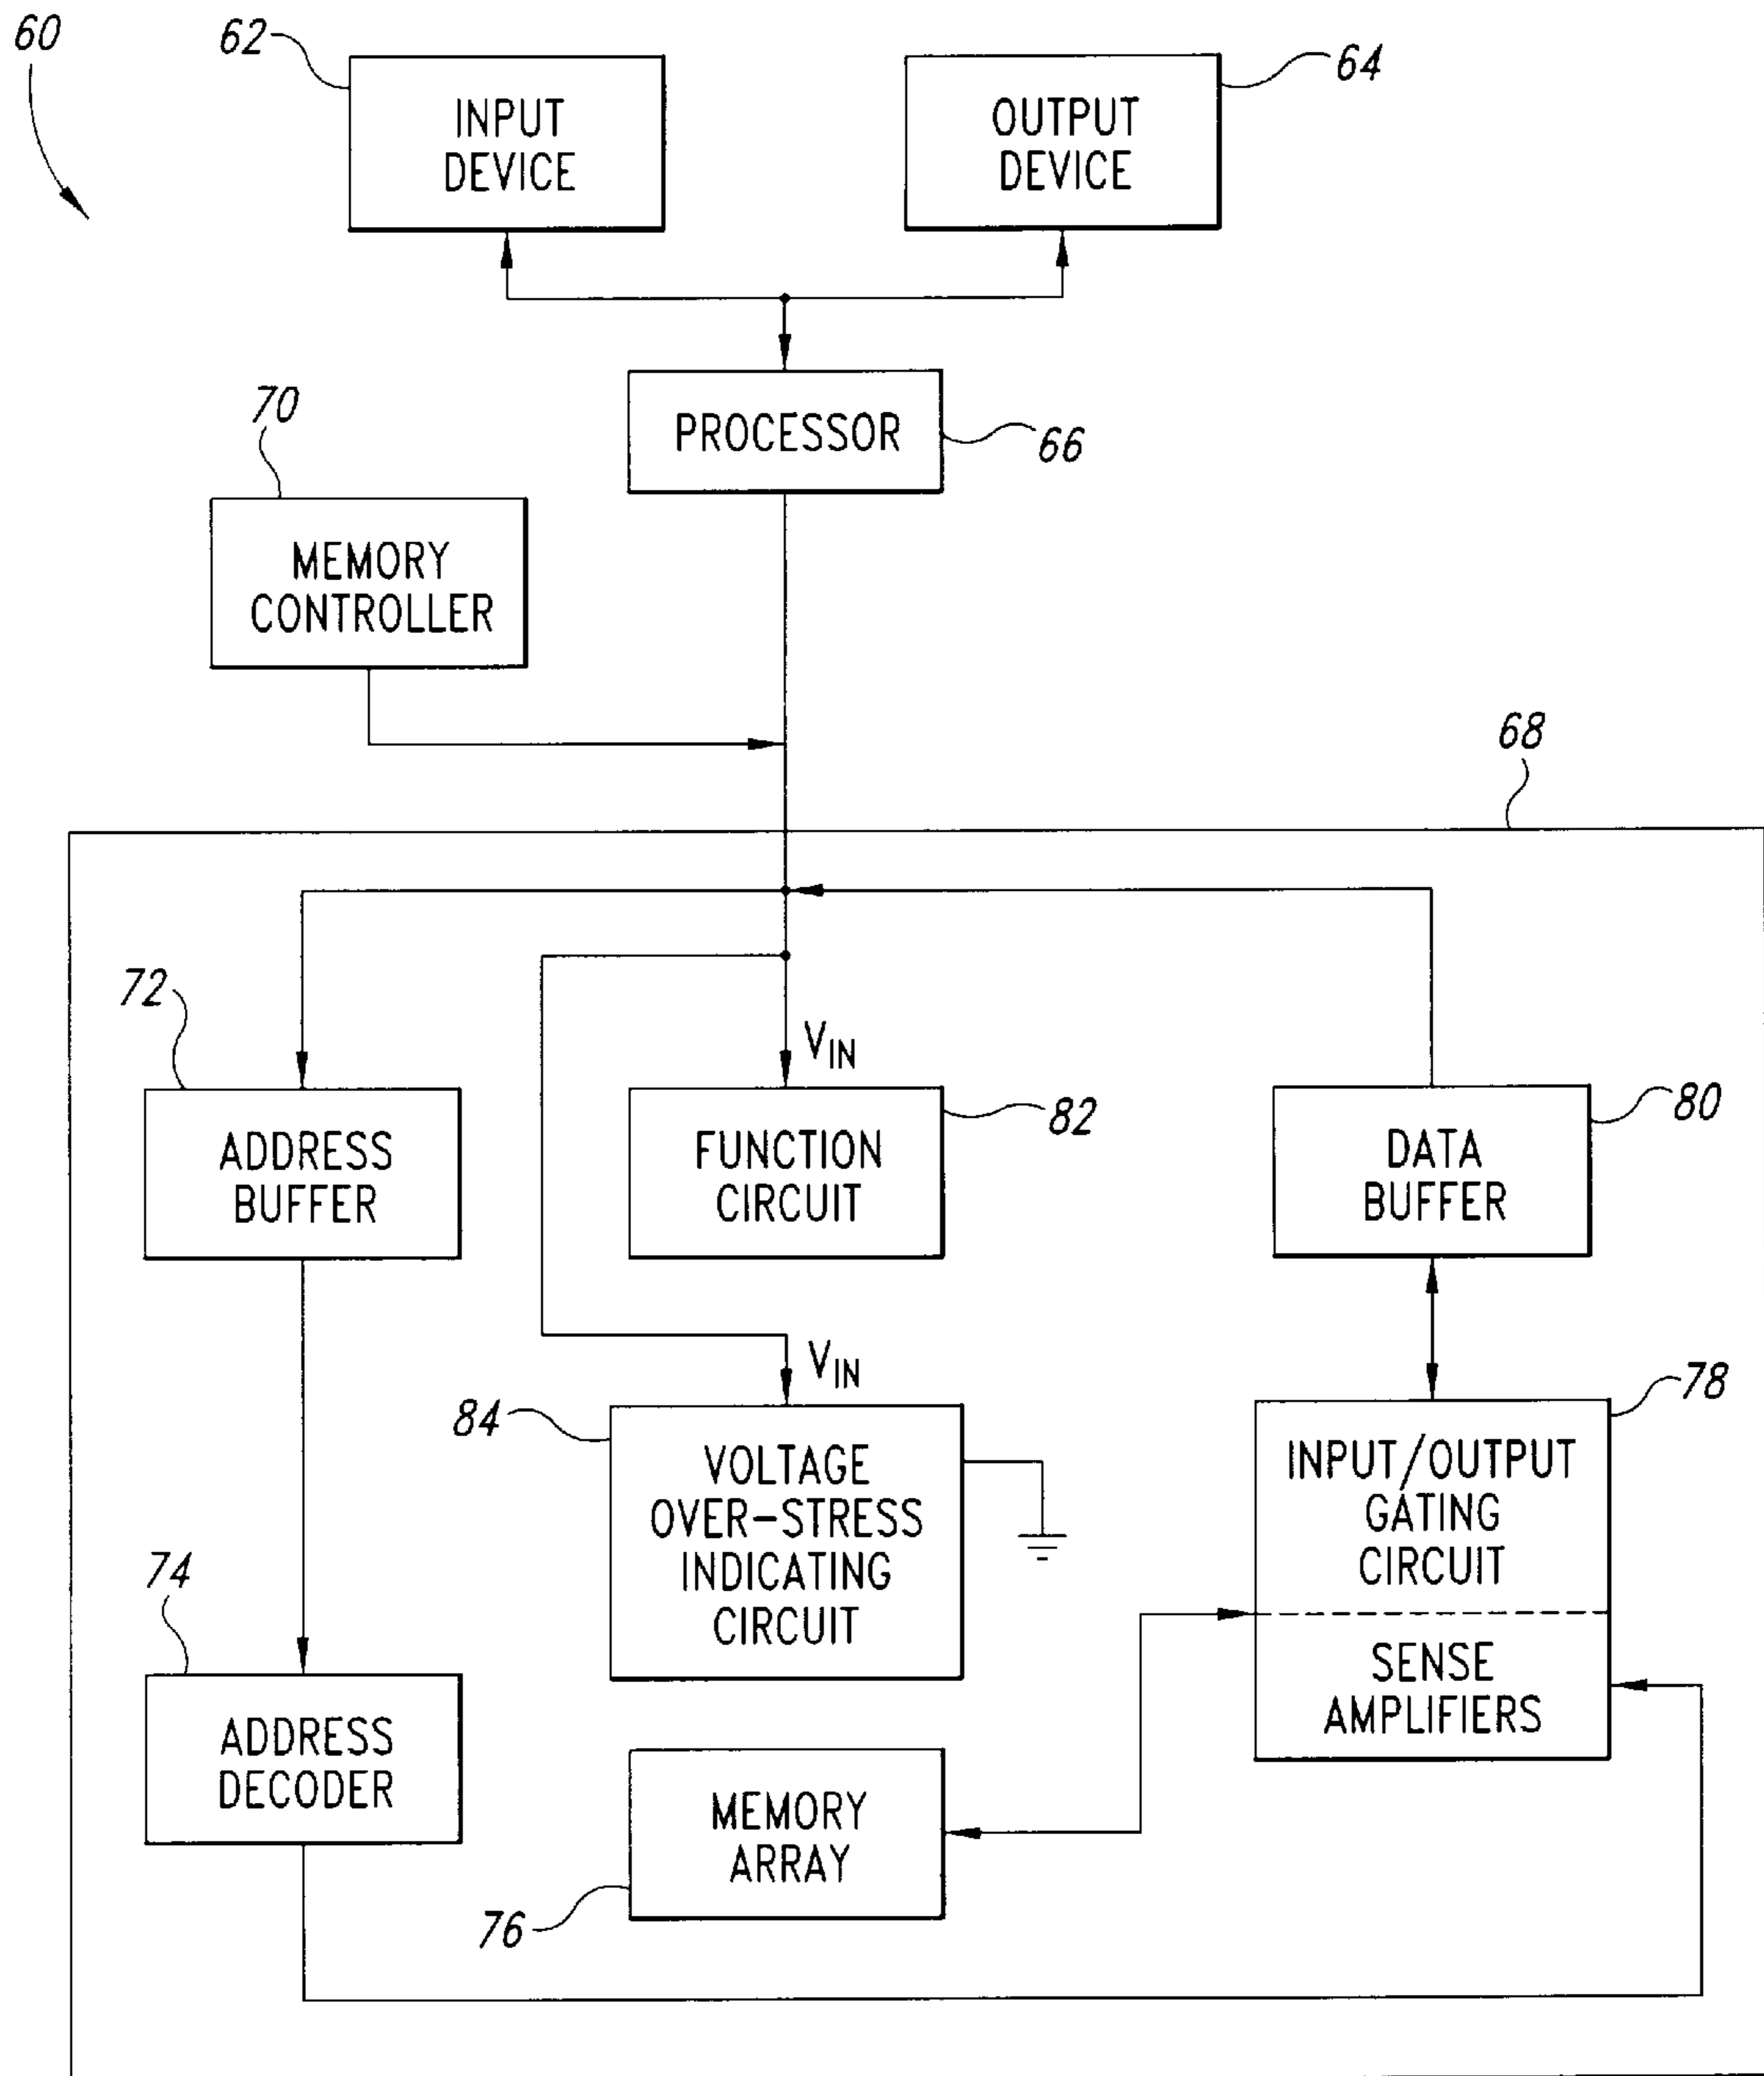 60
62
INPUT
DEVICE
OUTPUT
DEVICE
64
PROCESSOR
66
70
MEMORY
CONTROLLER
68
72
ADDRESS
BUFFER
V_IN
FUNCTION
CIRCUIT
82
DATA
BUFFER
80
V_IN
84
VOLTAGE
OVER-STRESS
INDICATING
CIRCUIT
78
INPUT/OUTPUT
GATING
CIRCUIT
SENSE
AMPLIFIERS
74
ADDRESS
DECODER
MEMORY
ARRAY
76